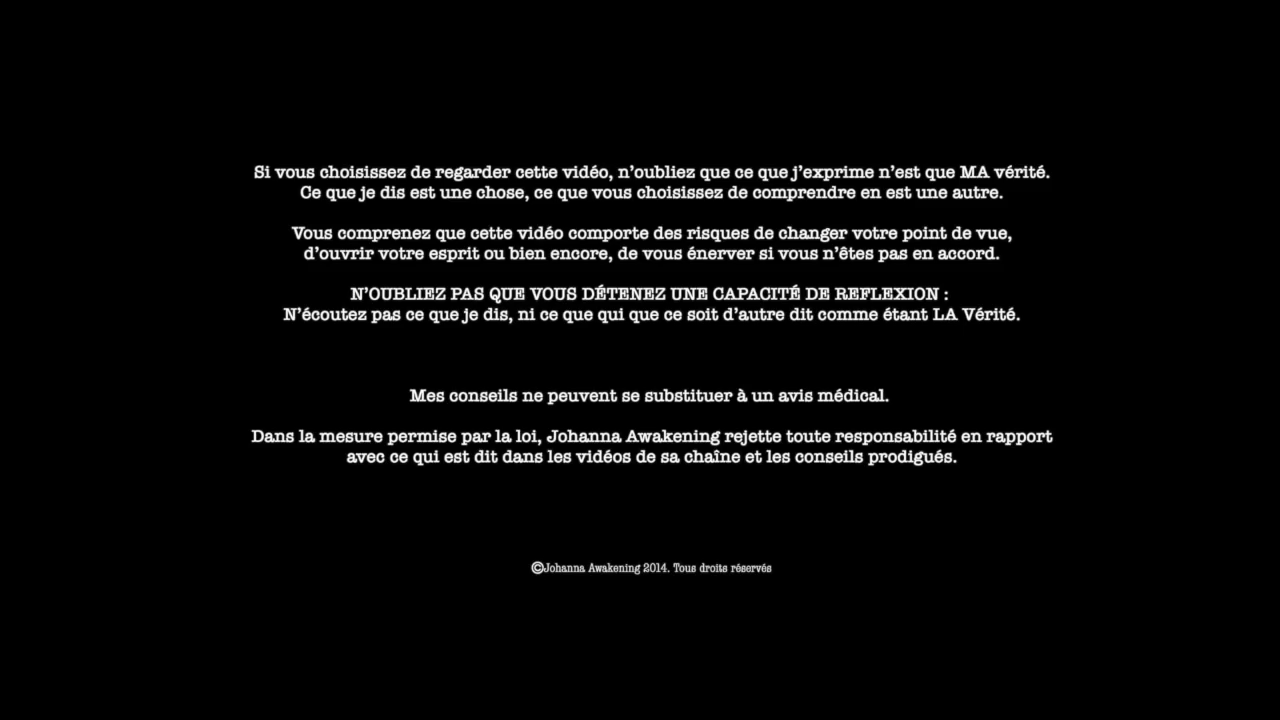 Si vous choisissez de regarder cette vidéo, n'oubliez que ce que j'exprime n'est que MA vérité.
Ce que je dis est une chose, ce que vous choisissez de comprendre en est une autre.
Vous comprenez que cette vidéo comporte des risques de changer votre point de vue,
d'ouvrir votre esprit ou bien encore, de vous énerver si vous n'êtes pas en accord.
N'OUBLIEZ PAS QUE VOUS DÉTENEZ UNE CAPACITÉ DE REFLEXION :
N'écoutez pas ce que je dis, ni ce que qui que ce soit d'autre dit comme étant LA Vérité.
Mes conseils ne peuvent se substituer à un avis médical.
Dans la mesure permise par la loi, Johanna Awakening rejette toute responsabilité en rapport
avec ce qui est dit dans les vidéos de sa chaîne et les conseils prodigués.
©Johanna Awakening 2014. Tous droits réservés